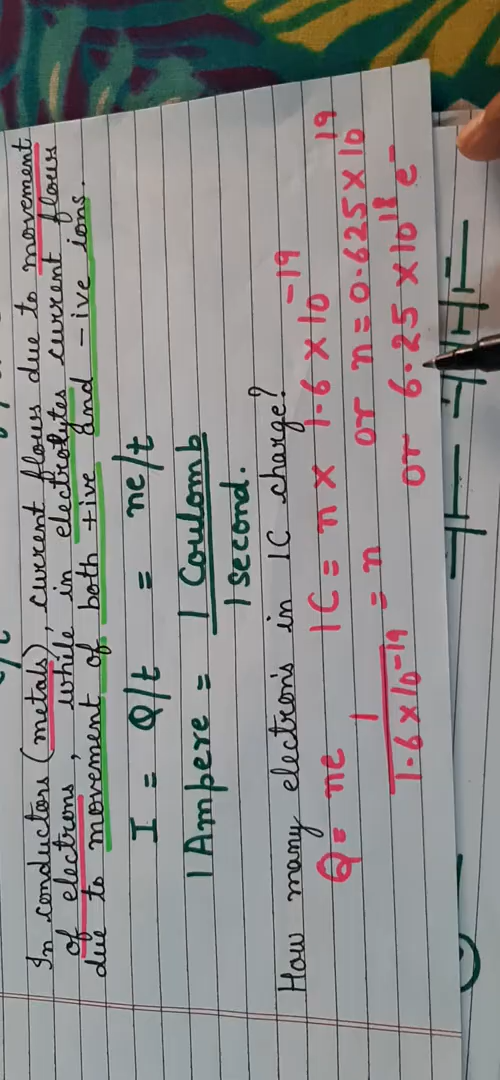 In conductors (metals), current flows due to movement
of electrons, while in electrolytes current flows
due to movement of both +ive and -ive ions.
I = Q/t = ne/t
1 Ampere = 1 Coulomb
1 second.
How many electrons in 1C charge?
Q = ne 1C = n × 1.6 × 10^-19
1/1.6×10^-19 = n or n = 0.625 × 10^19
or 6.25 × 10^18 e-